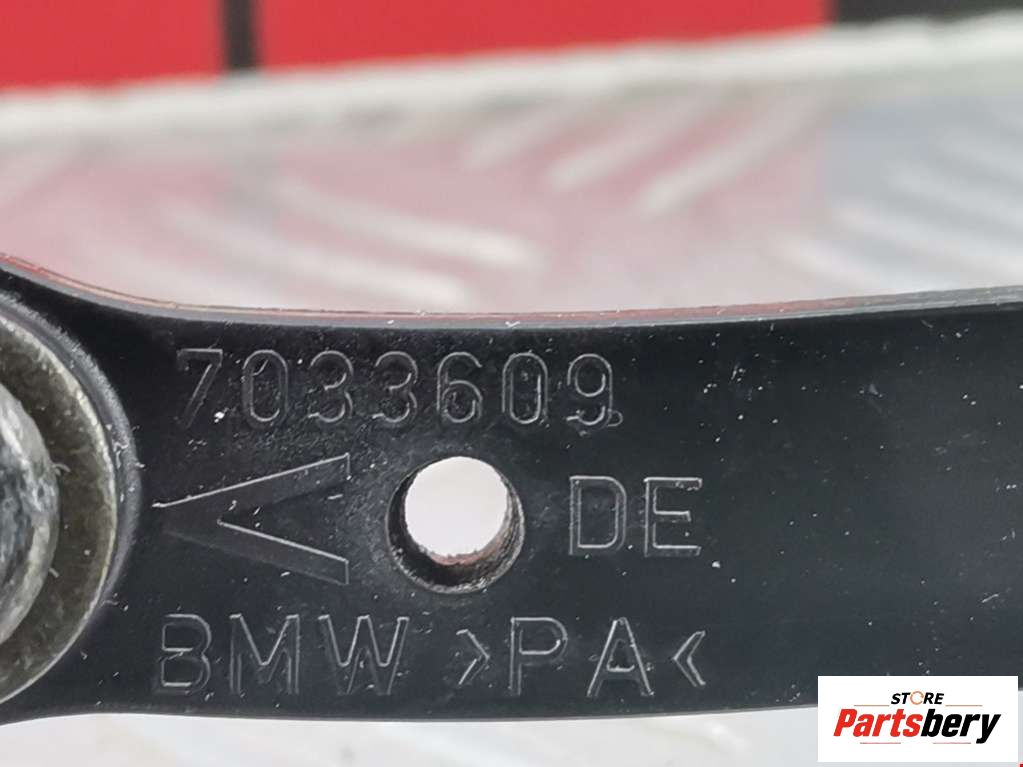 7033609
DE
BMW >PA<
STORE
Partsbery